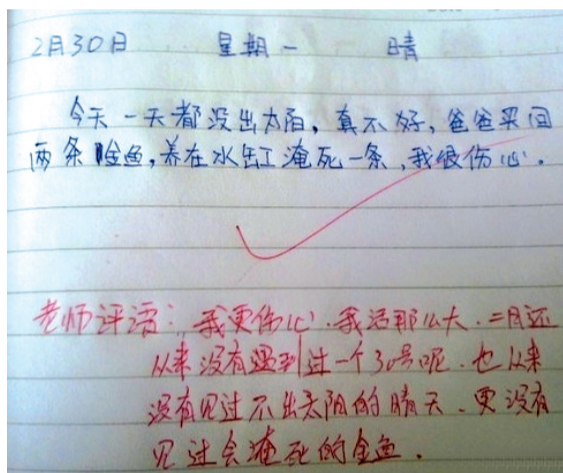 2月30日 星期一 晴
今天一天都没出太阳，真不好，爸爸买回
两条金鱼，养在水缸淹死一条，我很伤心。
老师评语：我更伤心．我活那么大．二月还
从来没有遇到过一个30号呢．也从来
没有见过不出太阳的晴天．更没有
见过会淹死的金鱼．